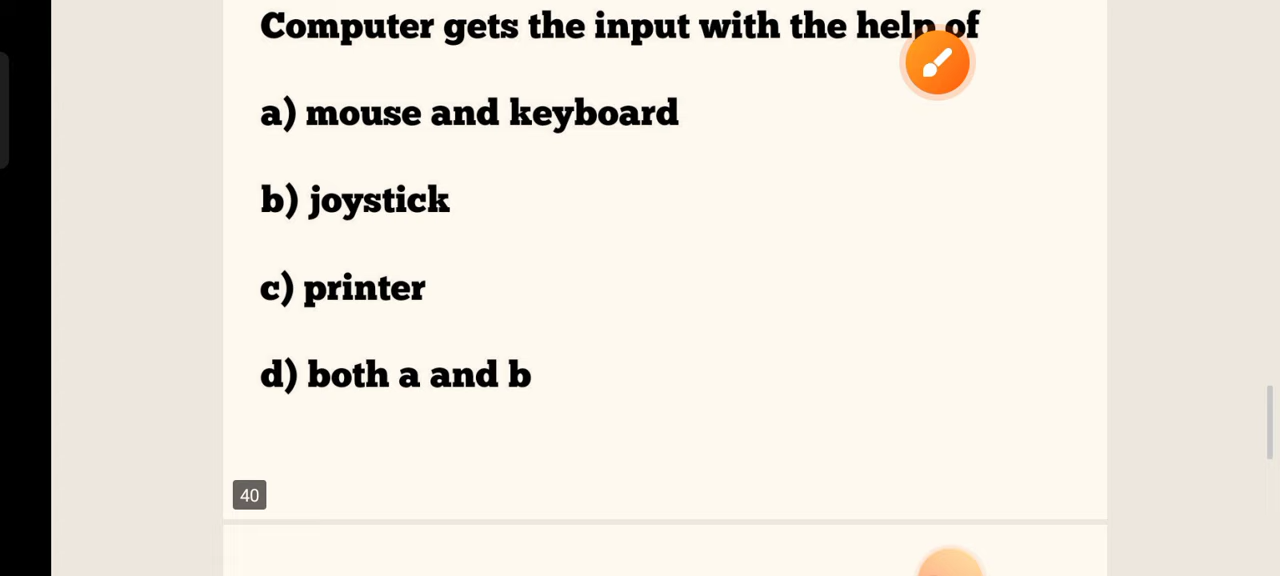 Computer gets the input with the help of
a) mouse and keyboard
b) joystick
c) printer
d) both a and b
40